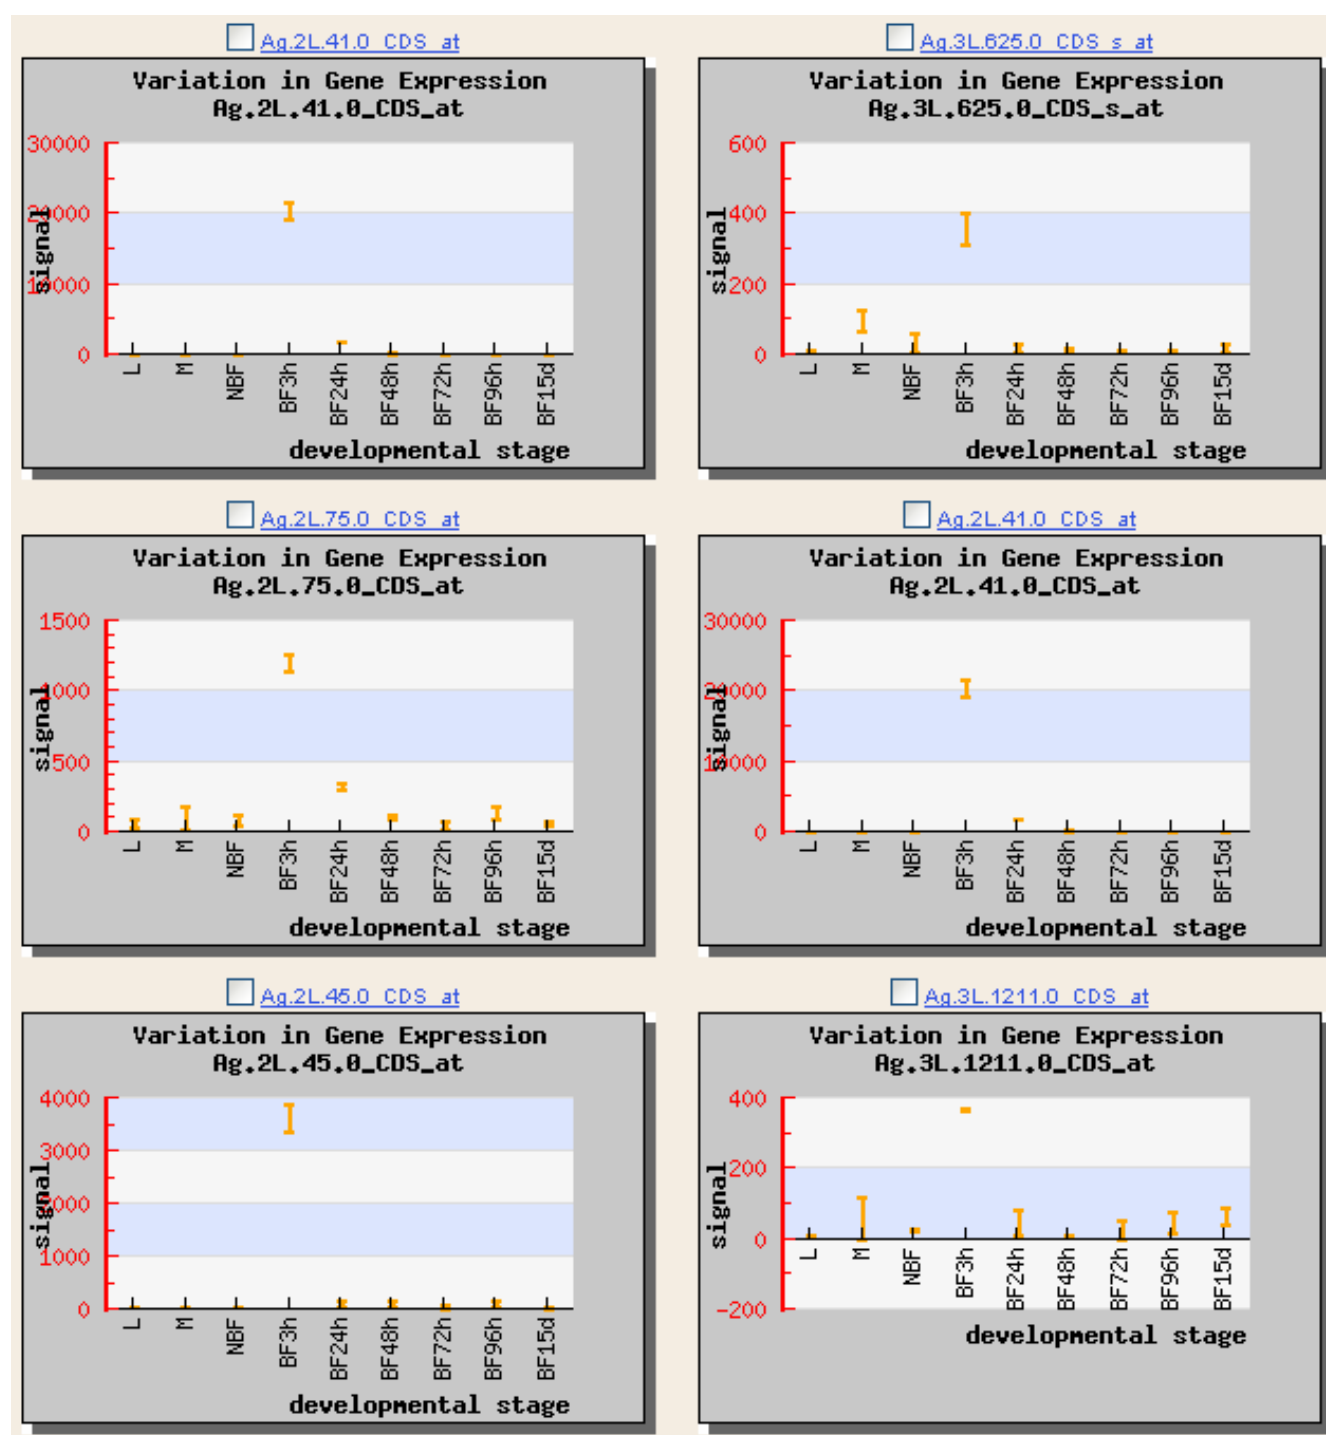 Ag.2L.41.0_CDS_at
Variation in Gene Expression
Ag.2L.41.0_CDS_at
30000
20000
10000
0
signal
L
M
NBF
BF3h
BF24h
BF48h
BF72h
BF96h
BF15d
developmental stage
Ag.3L.625.0_CDS_s_at
Variation in Gene Expression
Ag.3L.625.0_CDS_s_at
600
400
200
0
signal
L
M
NBF
BF3h
BF24h
BF48h
BF72h
BF96h
BF15d
developmental stage
Ag.2L.75.0_CDS_at
Variation in Gene Expression
Ag.2L.75.0_CDS_at
1500
1000
500
0
signal
L
M
NBF
BF3h
BF24h
BF48h
BF72h
BF96h
BF15d
developmental stage
Ag.2L.41.0_CDS_at
Variation in Gene Expression
Ag.2L.41.0_CDS_at
30000
20000
10000
0
signal
L
M
NBF
BF3h
BF24h
BF48h
BF72h
BF96h
BF15d
developmental stage
Ag.2L.45.0_CDS_at
Variation in Gene Expression
Ag.2L.45.0_CDS_at
4000
3000
2000
1000
0
signal
L
M
NBF
BF3h
BF24h
BF48h
BF72h
BF96h
BF15d
developmental stage
Ag.3L.1211.0_CDS_at
Variation in Gene Expression
Ag.3L.1211.0_CDS_at
400
200
0
-200
signal
L
M
NBF
BF3h
BF24h
BF48h
BF72h
BF96h
BF15d
developmental stage